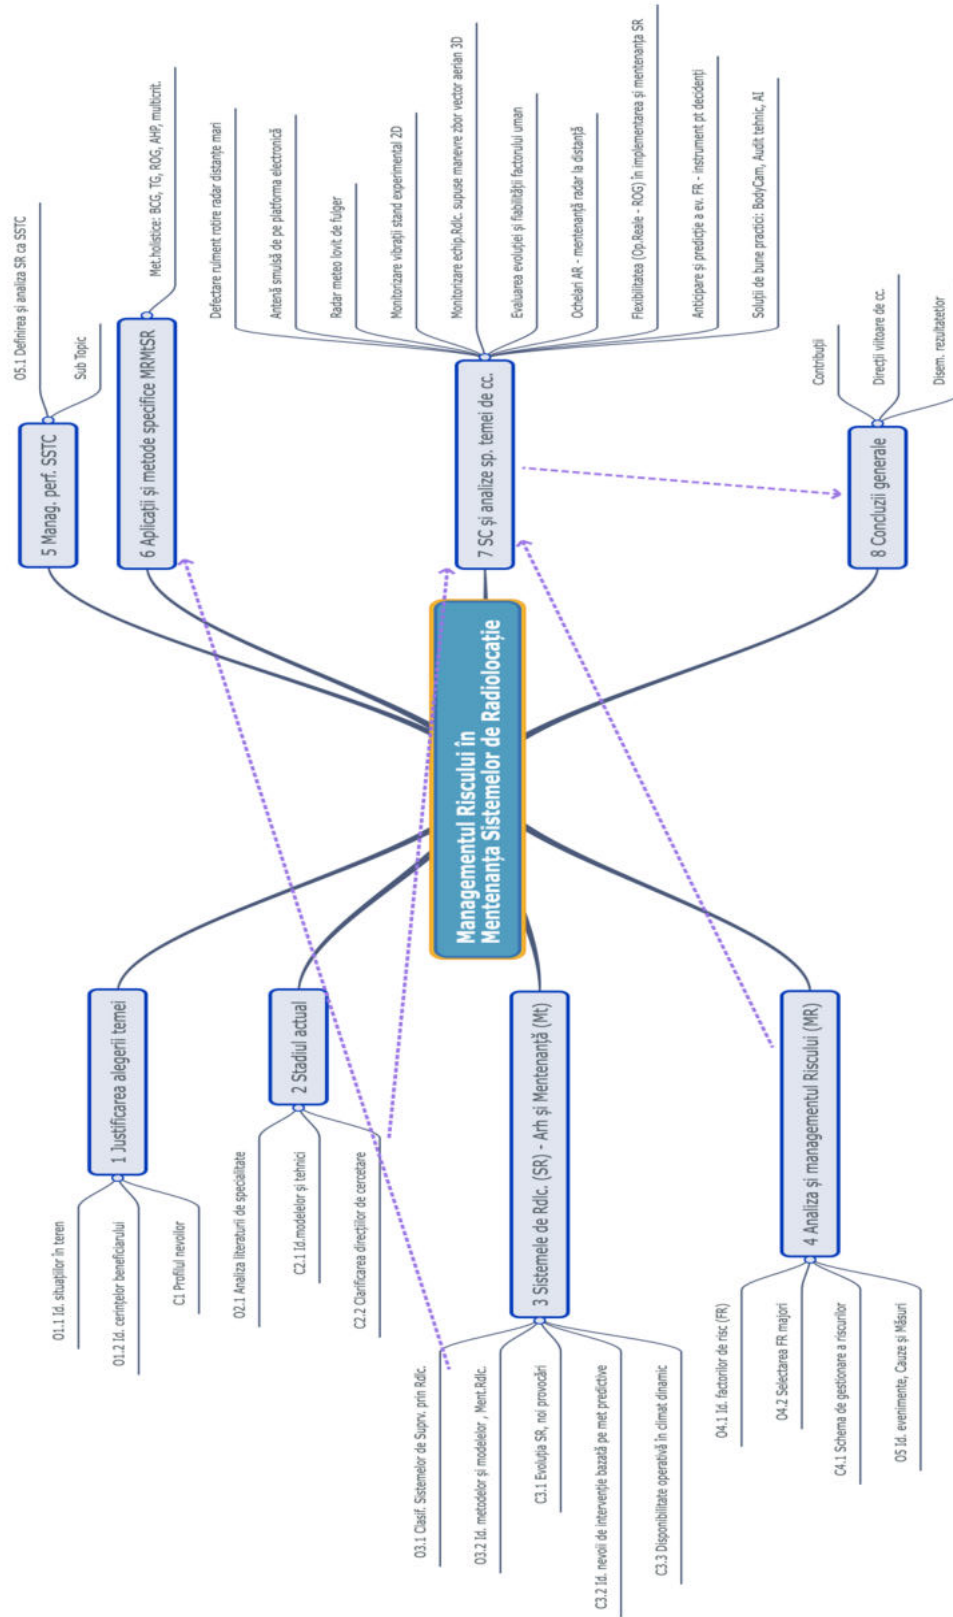 Managementul Riscului în
Mentenanța Sistemelor de Radiolocație
1 Justificarea alegerii temei
O1.1 Id. situațiilor în teren
O1.2 Id. cerințelor beneficiarului
C1 Profilul nevoilor
2 Stadiul actual
O2.1 Analiza literaturii de specialitate
C2.1 Id.modelelor și tehnici
C2.2 Clarificarea direcțiilor de cercetare
3 Sistemele de Rdlc. (SR) - Arh și Mentenanță (Mt)
O3.1 Clasif. Sistemelor de Suprv. prin Rdlc.
O3.2 Id. metodelor și modelelor , Ment.Rdlc.
C3.1 Evoluția SR, noi provocări
C3.2 Id. nevoii de intervenție bazată pe met predictive
C3.3 Disponibilitate operativă în climat dinamic
4 Analiza și managementul Riscului (MR)
O4.1 Id. factorilor de risc (FR)
O4.2 Selectarea FR majori
C4.1 Schema de gestionare a riscurilor
O5 Id. evenimente, Cauze și Măsuri
5 Manag. perf. SSTC
O5.1 Definirea și analiza SR ca SSTC
Sub Topic
6 Aplicații și metode specifice MRMtSR
Met.holistice: BCG, TG, ROG, AHP, multicrit.
7 SC și analize sp. temei de cc.
Defectare rulment rotire radar distanțe mari
Antenă smulsă de pe platforma electronică
Radar meteo lovit de fulger
Monitorizare vibrații stand experimental 2D
Monitorizare echip.Rdlc. supuse manevre zbor vector aerian 3D
Evaluarea evoluției și fiabilității factorului uman
Ochelari AR - mentenanță radar la distanță
Flexibilitatea (Op.Reale - ROG) în implementarea și mentenanța SR
Anticipare și predicție a ev. FR - instrument pt decidenți
Soluții de bune practici: BodyCam, Audit tehnic, AI
8 Concluzii generale
Contribuții
Direcții viitoare de cc.
Disem. rezultatetlor